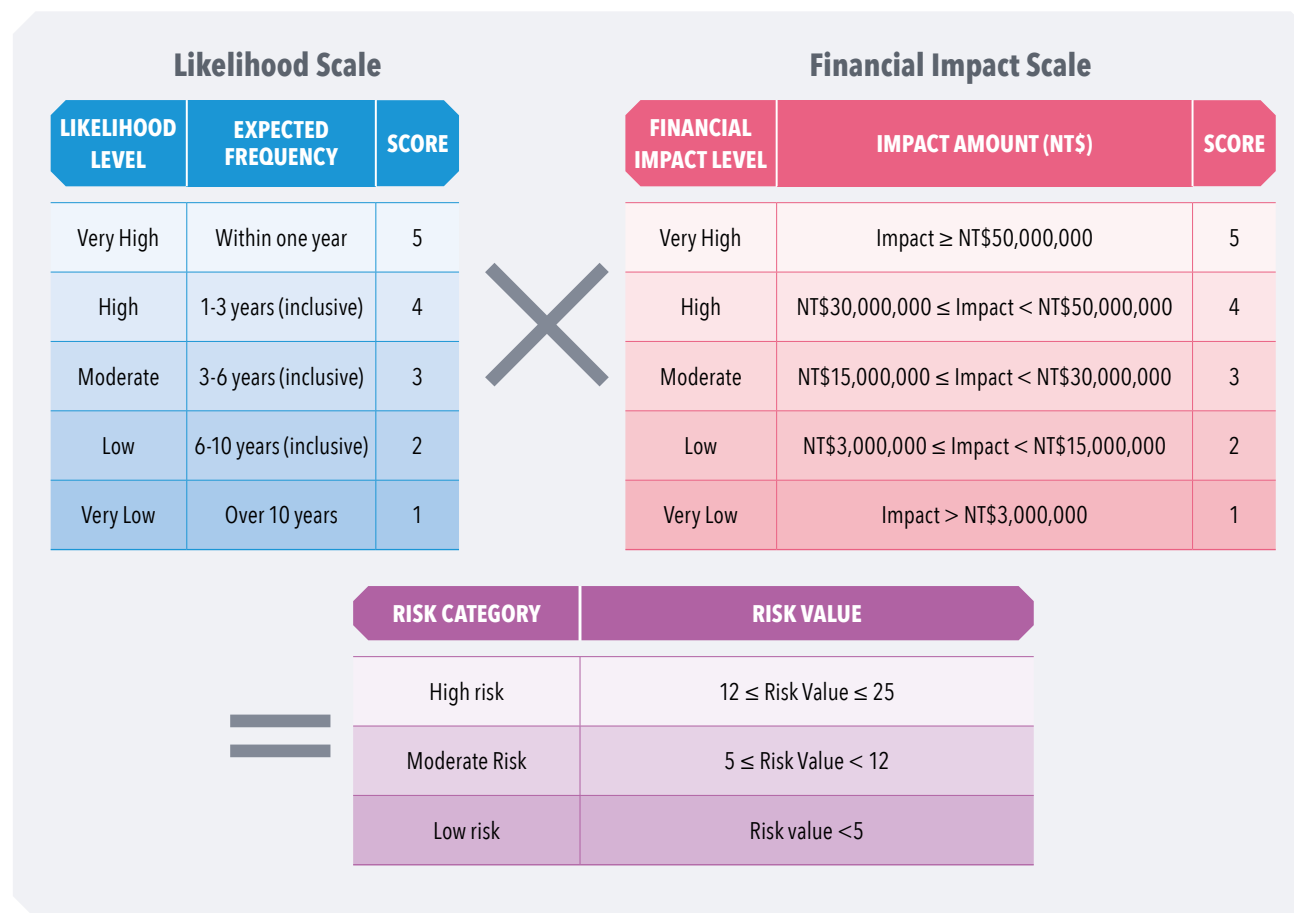 Likelihood Scale
LIKELIHOOD
LEVEL
EXPECTED
FREQUENCY
SCORE
Very High
Within one year
5
High
1-3 years (inclusive)
4
Moderate
3-6 years (inclusive)
3
Low
6-10 years (inclusive)
2
Very Low
Over 10 years
1
Financial Impact Scale
FINANCIAL
IMPACT LEVEL
IMPACT AMOUNT (NT$)
SCORE
Very High
Impact ≥ NT$50,000,000
5
High
NT$30,000,000 ≤ Impact < NT$50,000,000
4
Moderate
NT$15,000,000 ≤ Impact < NT$30,000,000
3
Low
NT$3,000,000 ≤ Impact < NT$15,000,000
2
Very Low
Impact > NT$3,000,000
1
RISK CATEGORY
RISK VALUE
High risk
12 ≤ Risk Value ≤ 25
Moderate Risk
5 ≤ Risk Value < 12
Low risk
Risk value <5